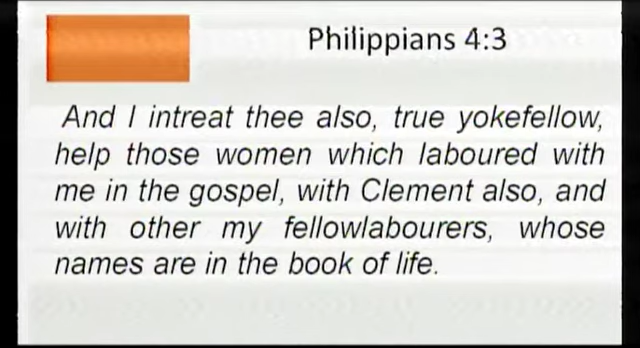 Philippians 4:3
And I intreat thee also, true yokefellow,
help those women which laboured with
me in the gospel, with Clement also, and
with other my fellowlabourers, whose
names are in the book of life.